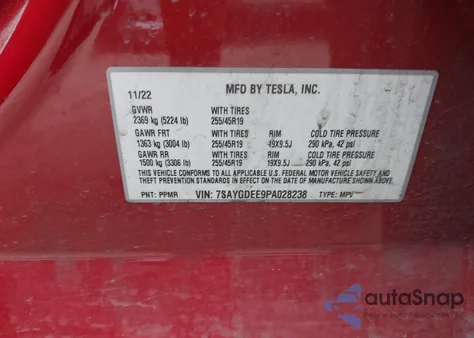 11/22 MFD BY TESLA, INC.
GVWR WITH TIRES
2369 kg (5224 lb) 255/45R19
GAWR FRT WITH TIRES RIM COLD TIRE PRESSURE
1363 kg (3004 lb) 255/45R19 19X9.5J 290 kPa, 42 psi
GAWR RR WITH TIRES RIM COLD TIRE PRESSURE
1500 kg (3306 lb) 255/45R19 19X9.5J 290 kPa, 42 psi
THIS VEHICLE CONFORMS TO ALL APPLICABLE U.S. FEDERAL MOTOR VEHICLE SAFETY AND
THEFT PREVENTION STANDARDS IN EFFECT ON THE DATE OF MANUFACTURE SHOWN ABOVE.
PNT: PPMR VIN: 7SAYGDEE9PA028238 TYPE: MPV
autoSnap